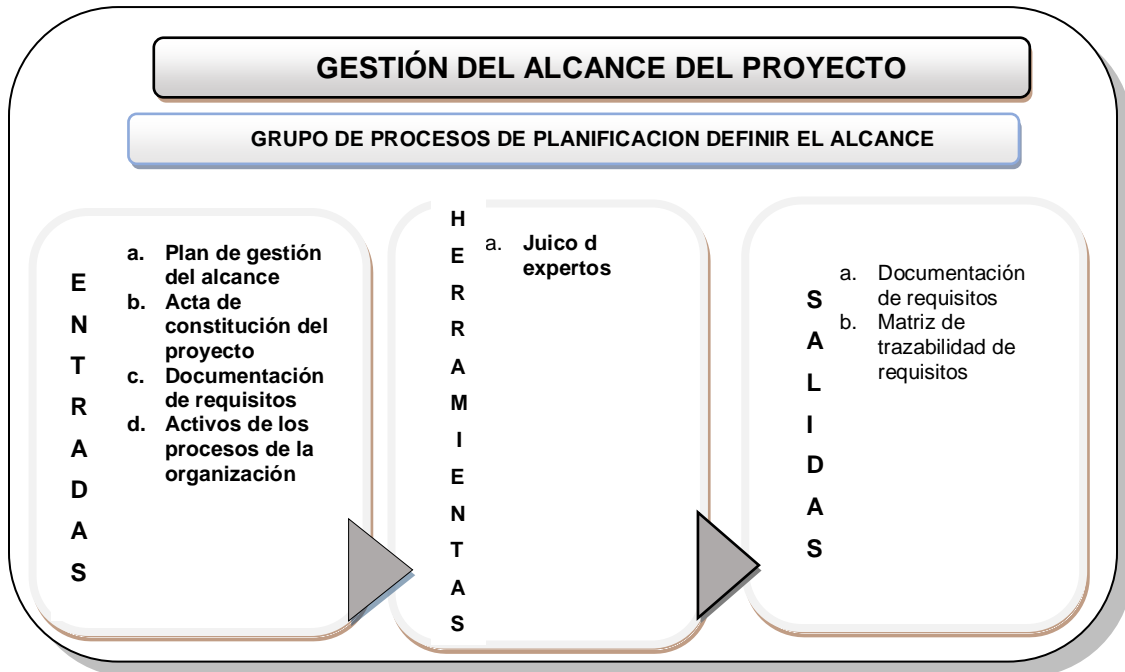 GESTIÓN DEL ALCANCE DEL PROYECTO
GRUPO DE PROCESOS DE PLANIFICACION DEFINIR EL ALCANCE
ENTRADAS
a. Plan de gestión
del alcance
b. Acta de
constitución del
proyecto
c. Documentación
de requisitos
d. Activos de los
procesos de la
organización
HERRAMIENTAS
a. Juico d
expertos
SALIDAS
a. Documentación
de requisitos
b. Matriz de
trazabilidad de
requisitos